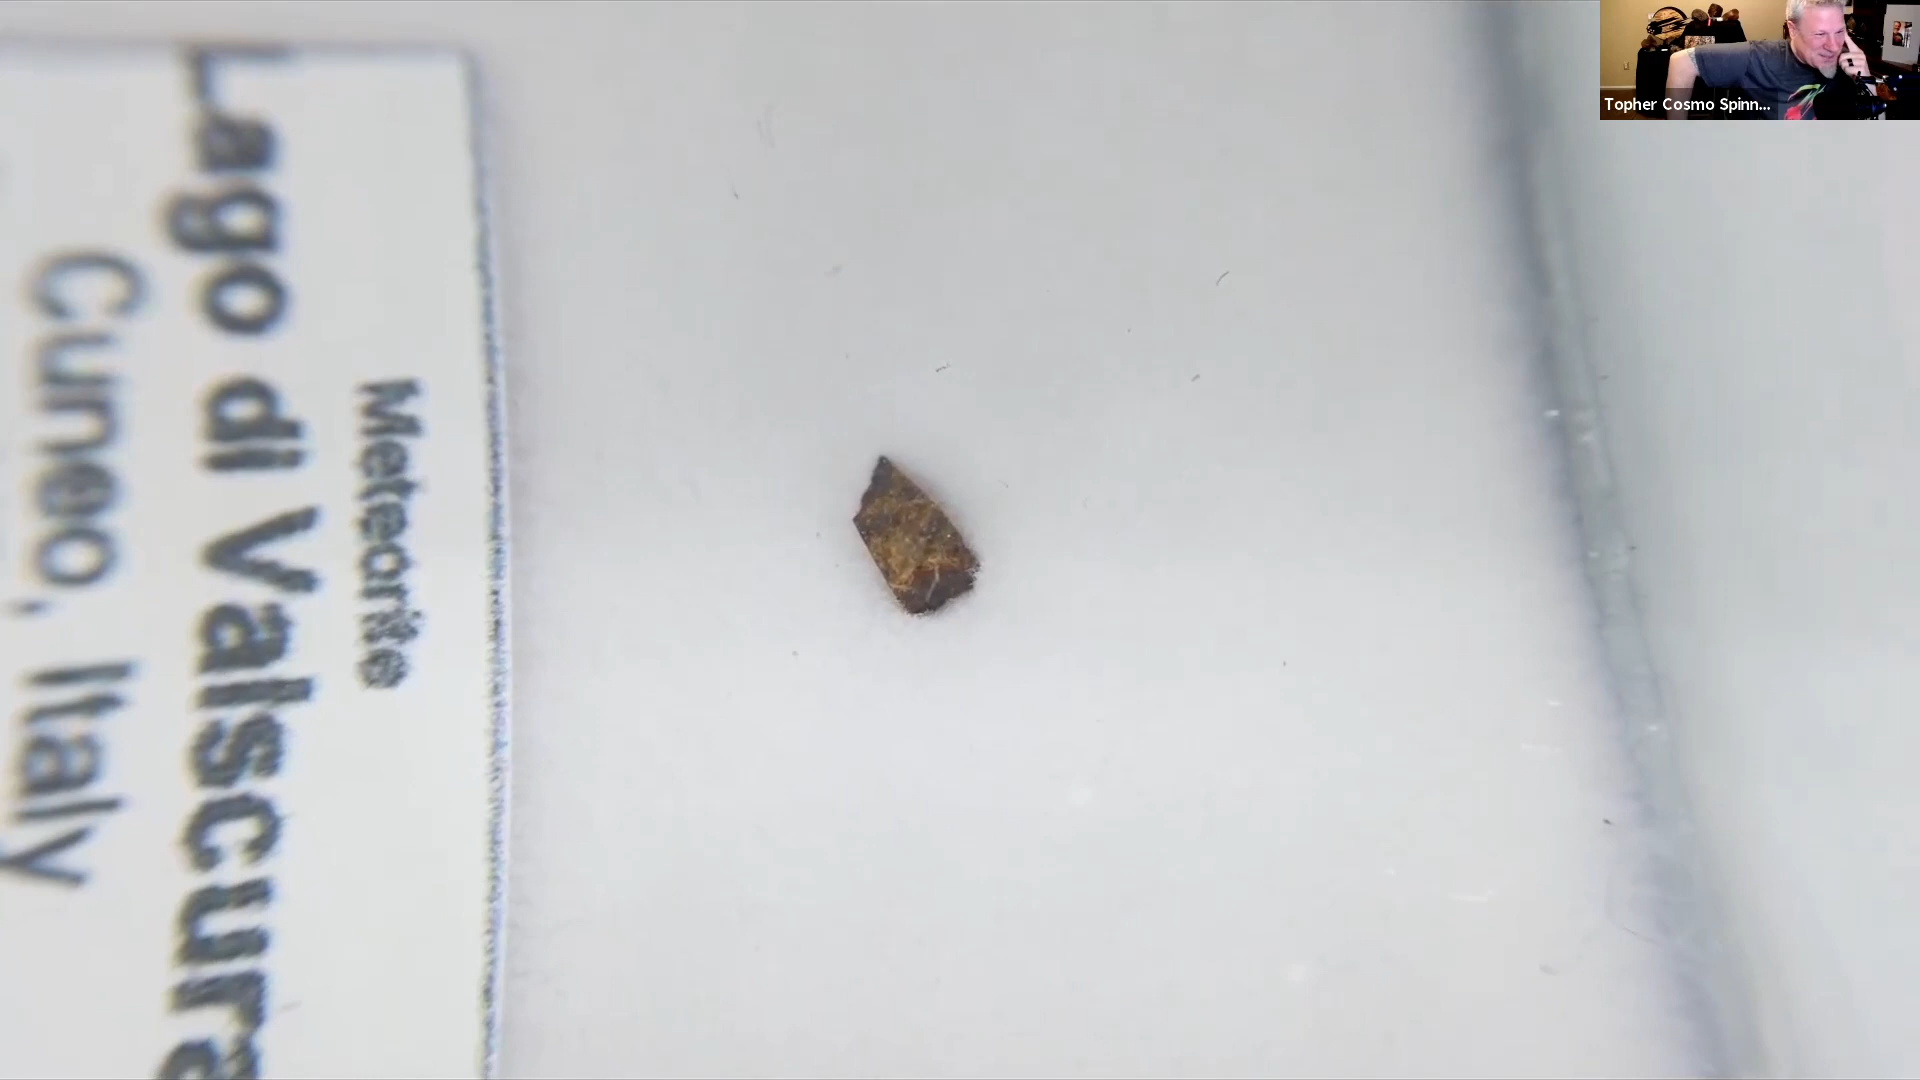 Meteorite
Lago di Valscura
Cuneo, Italy
Topher Cosmo Spinn...